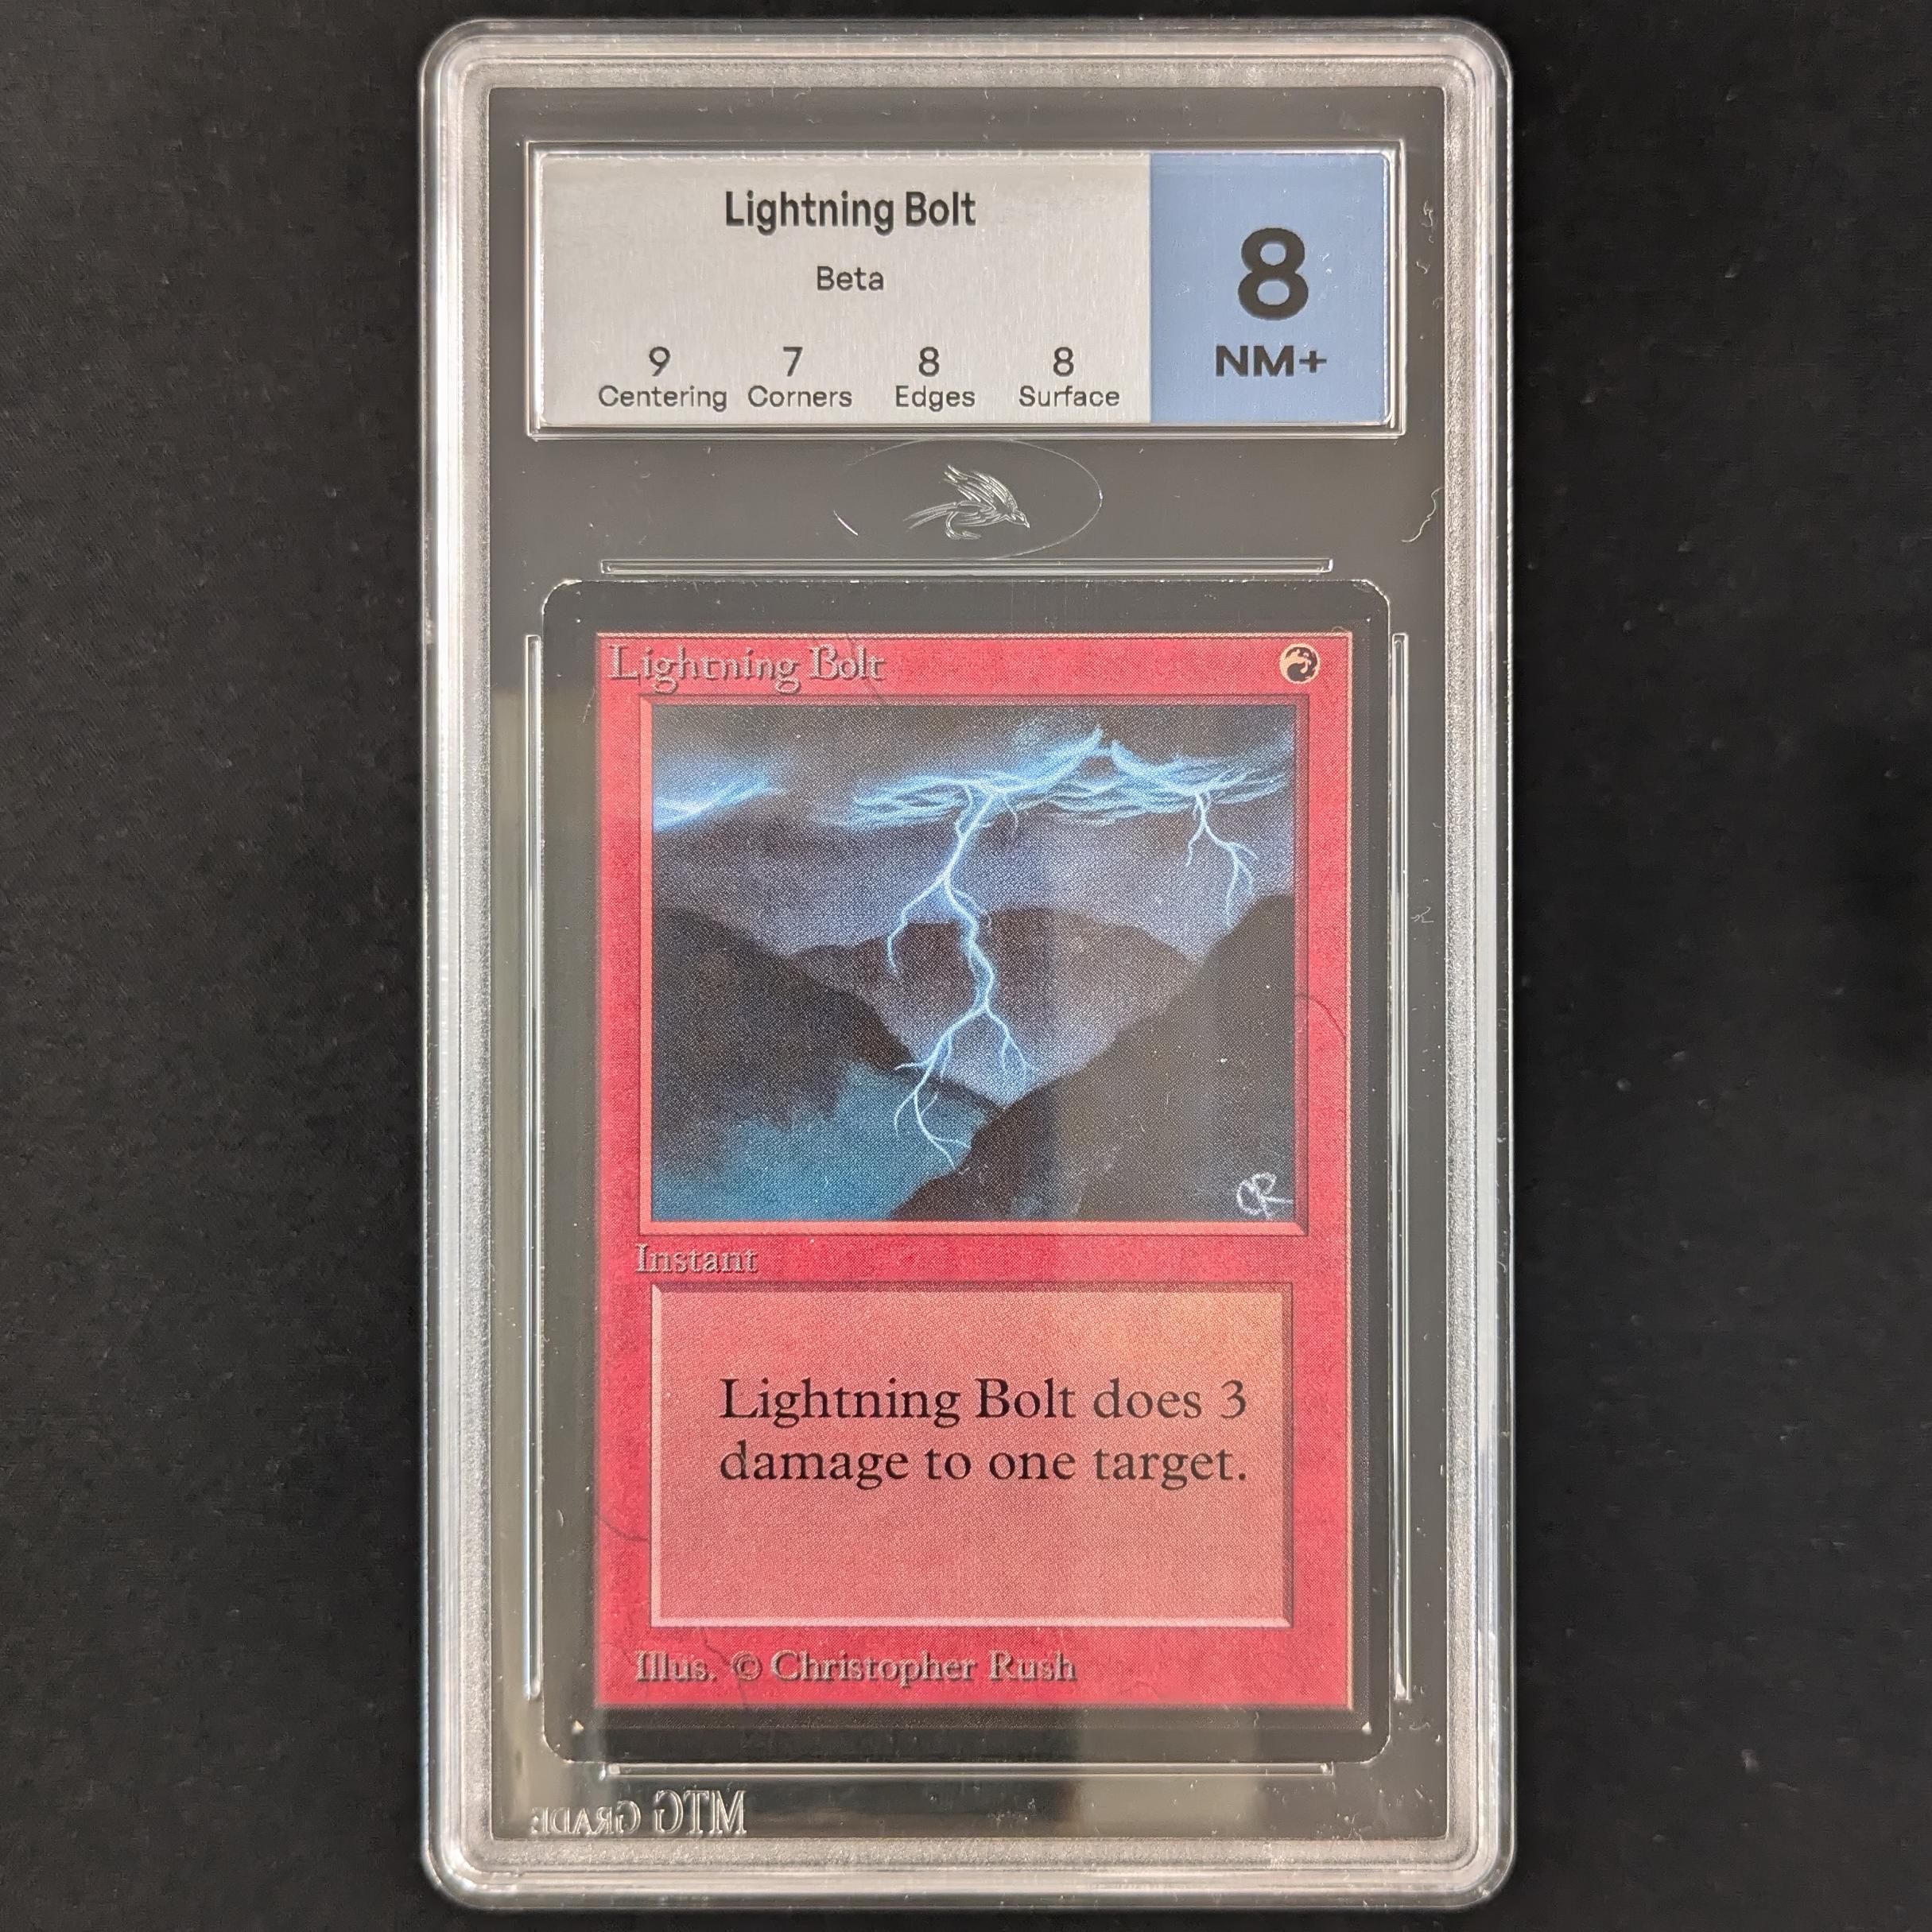 Lightning Bolt
Beta
9 7 8 8
Centering Corners Edges Surface
8
NM+
Lightning Bolt
CR
Instant
Lightning Bolt does 3
damage to one target.
Illus. © Christopher Rush
MTG GRADE